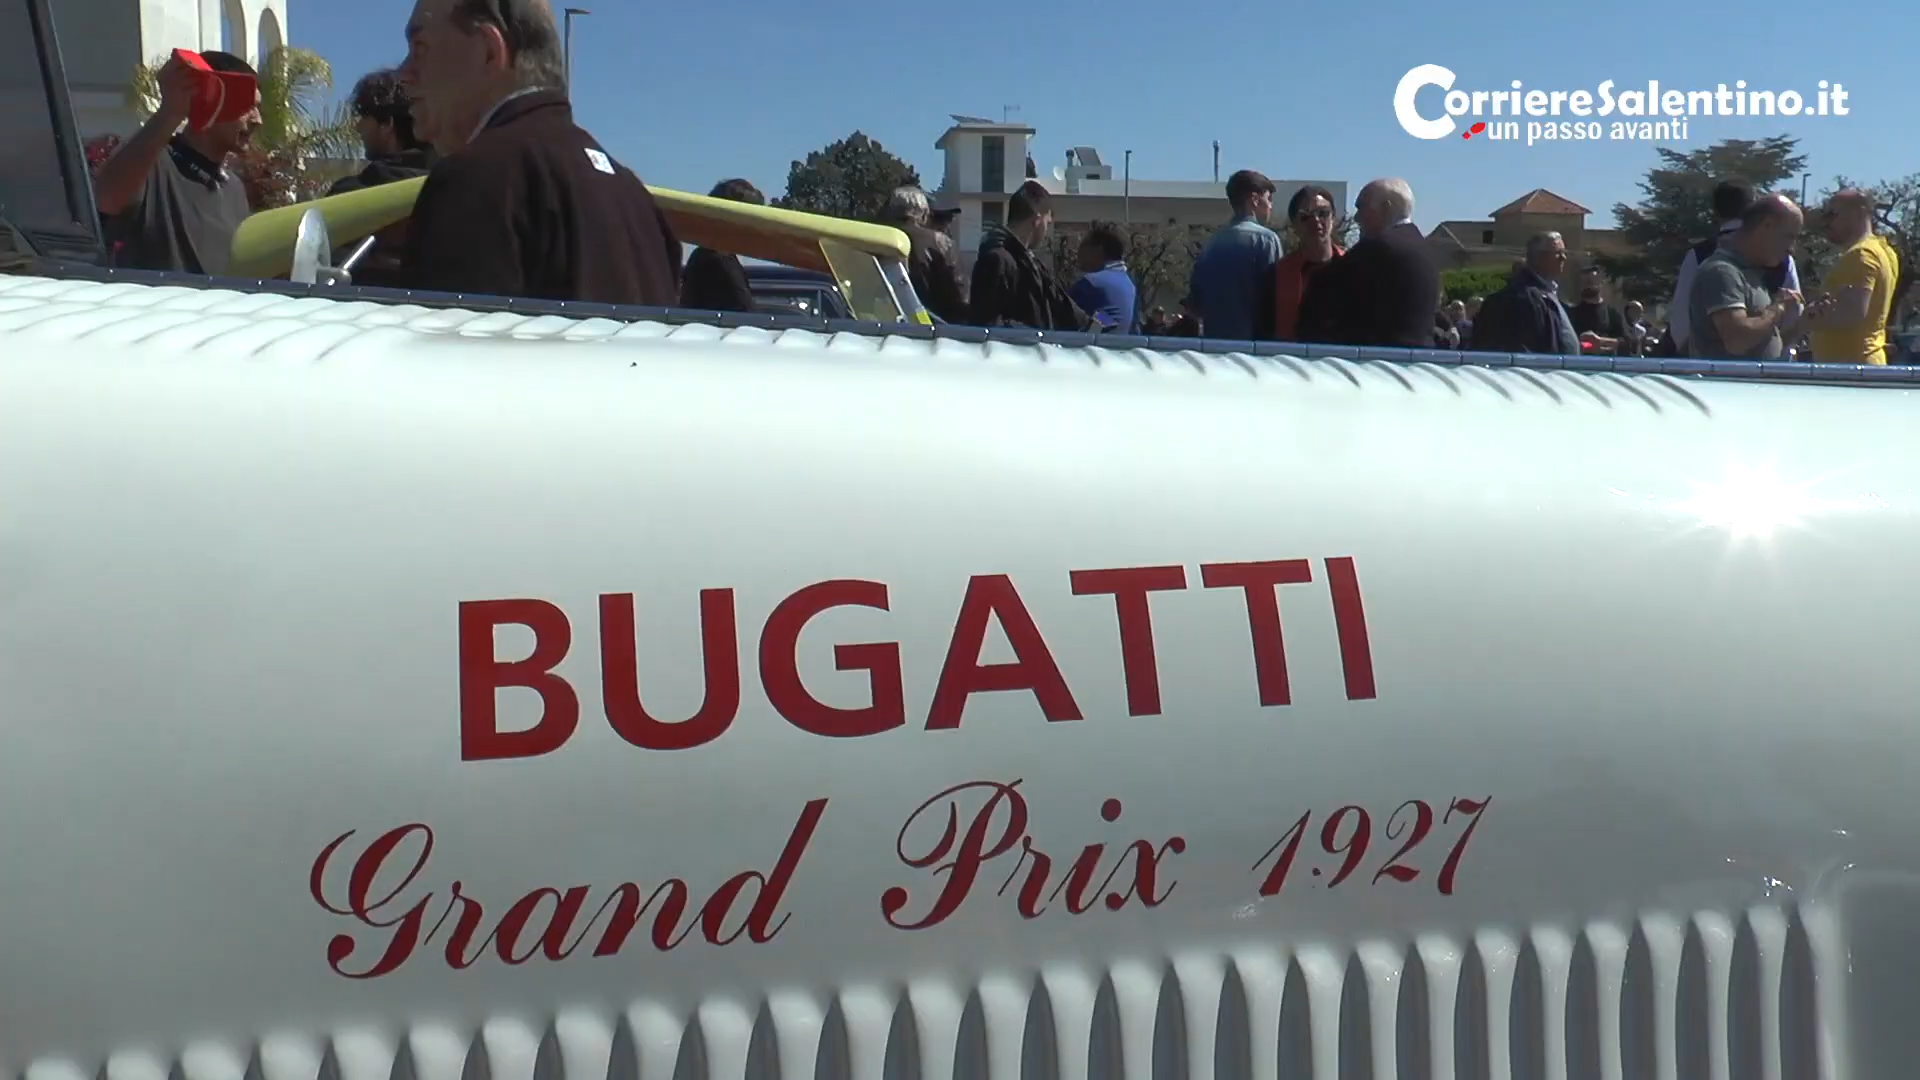 CorriereSalentino.it
un passo avanti
BUGATTI
Grand Prix 1927